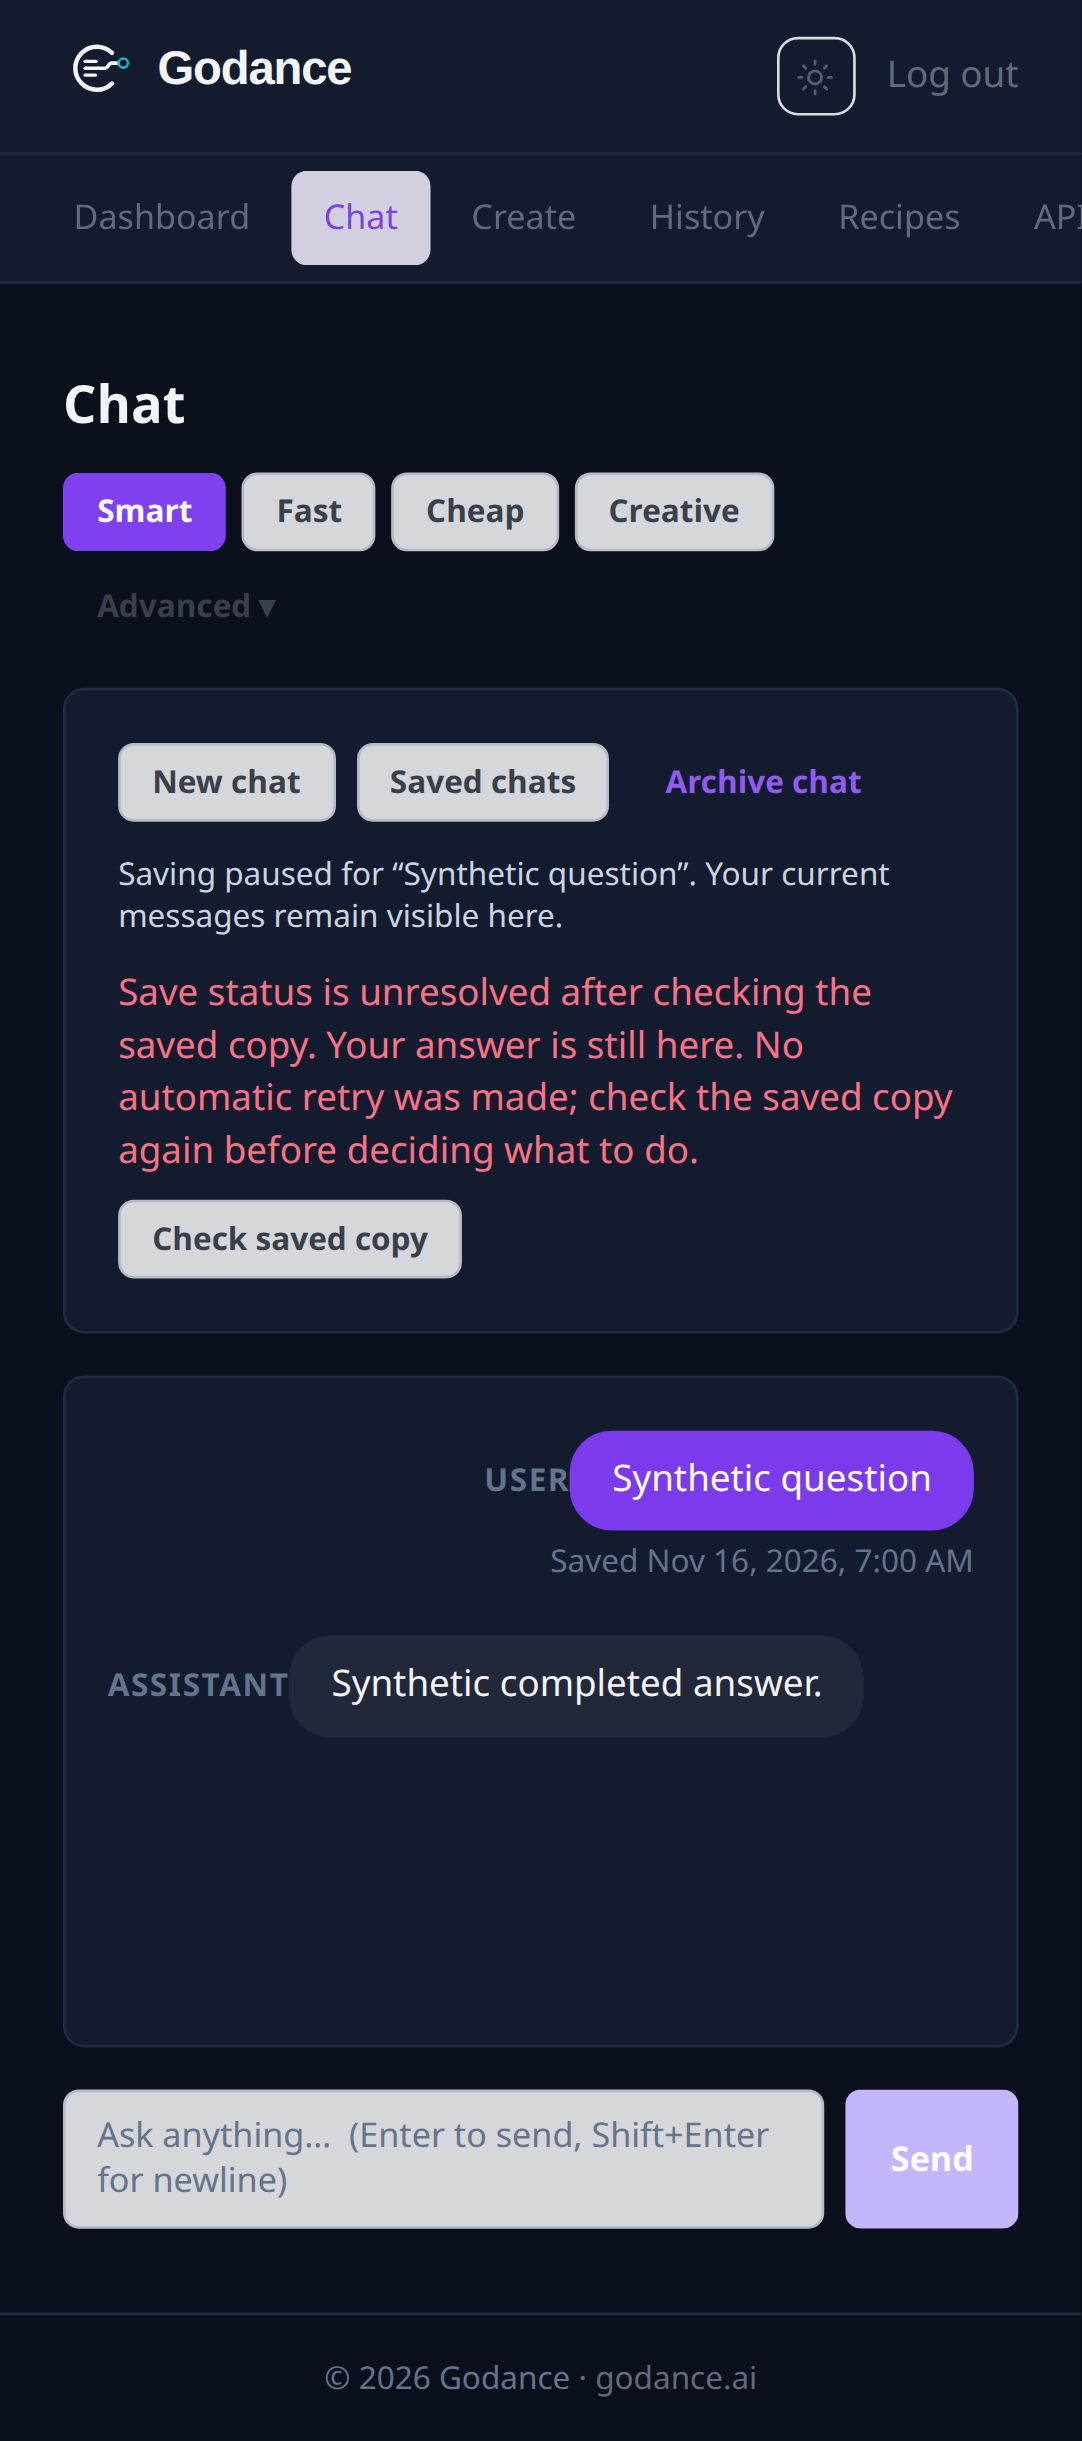 Godance
Log out
Dashboard
Chat
Create
History
Recipes
API
Chat
Smart
Fast
Cheap
Creative
Advanced ▾
New chat
Saved chats
Archive chat
Saving paused for “Synthetic question”. Your current
messages remain visible here.
Save status is unresolved after checking the
saved copy. Your answer is still here. No
automatic retry was made; check the saved copy
again before deciding what to do.
Check saved copy
USER
Synthetic question
Saved Nov 16, 2026, 7:00 AM
ASSISTANT
Synthetic completed answer.
Ask anything... (Enter to send, Shift+Enter
for newline)
Send
© 2026 Godance · godance.ai